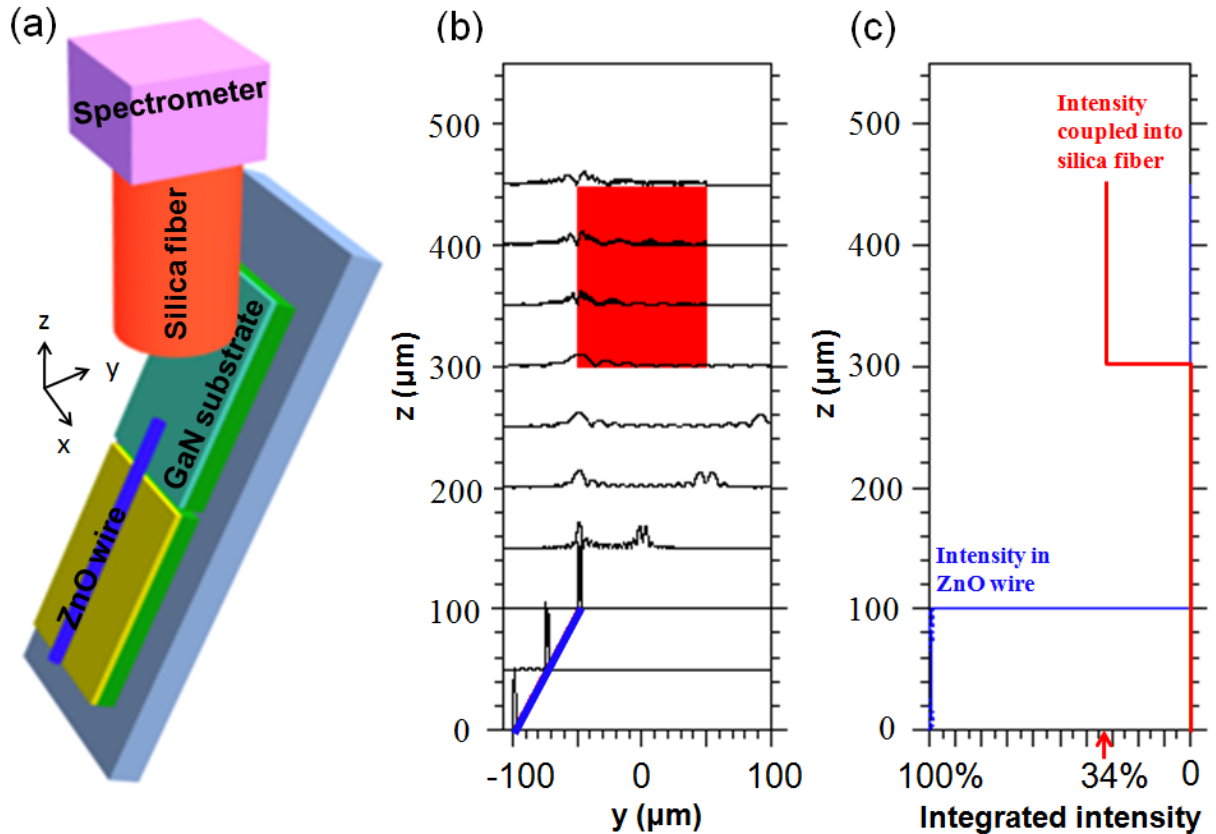 (a)
Spectrometer
Silica fiber
GaN substrate
ZnO wire
z
y
x
(b)
500
400
300
200
100
0
z (µm)
-100
0
100
y (µm)
(c)
500
400
300
200
100
0
z (µm)
Intensity
coupled into
silica fiber
Intensity in
ZnO wire
100%
34%
0
Integrated intensity